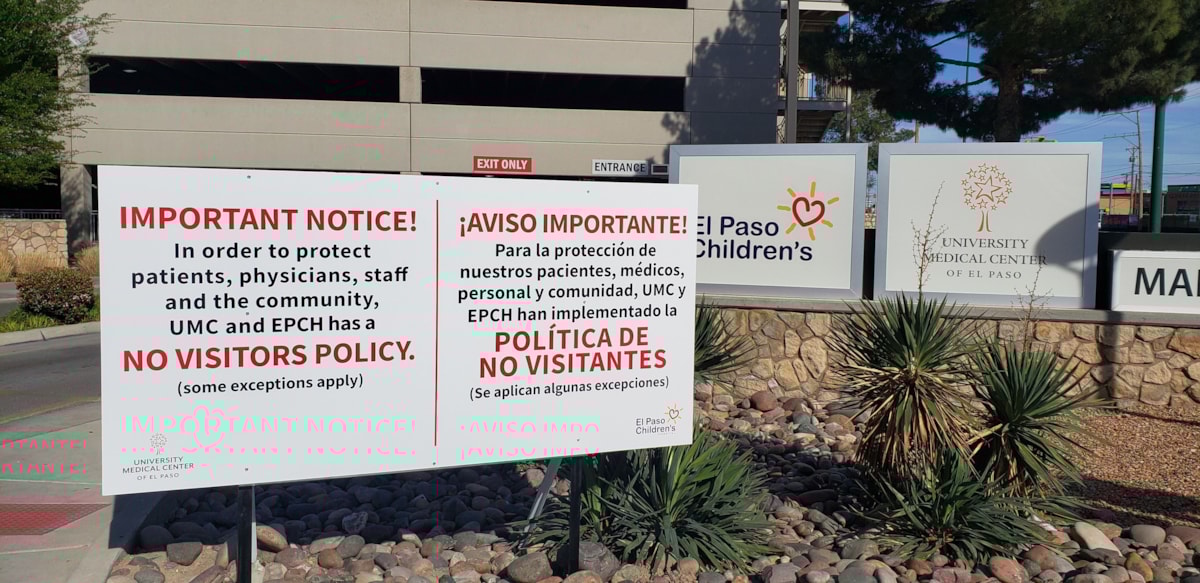 EXIT ONLY
ENTRANCE
IMPORTANT NOTICE!
In order to protect
patients, physicians, staff
and the community,
UMC and EPCH has a
NO VISITORS POLICY.
(some exceptions apply)
UNIVERSITY
MEDICAL CENTER
OF EL PASO
¡AVISO IMPORTANTE!
Para la protección de
nuestros pacientes, médicos,
personal y comunidad, UMC y
EPCH han implementado la
POLÍTICA DE
NO VISITANTES
(Se aplican algunas excepciones)
El Paso
Children's
El Paso
Children's
UNIVERSITY
MEDICAL CENTER
OF EL PASO